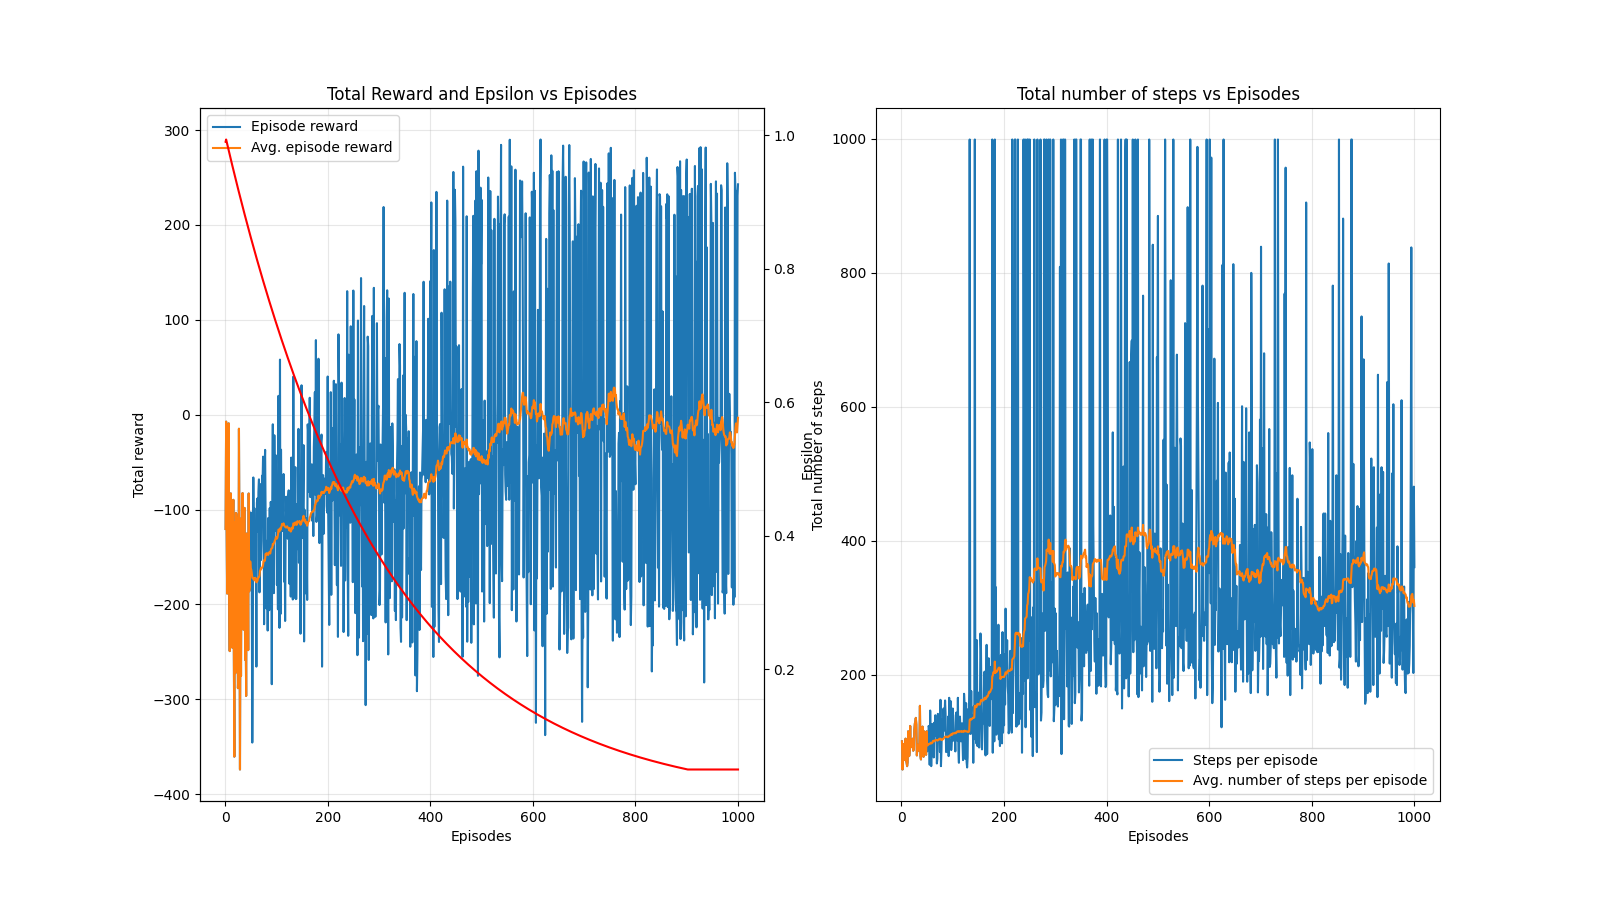 Total Reward and Epsilon vs Episodes
Episode reward
Avg. episode reward
300
200
100
0
−100
−200
−300
−400
Total reward
0
200
400
600
800
1000
Episodes
1.0
0.8
0.6
0.4
0.2
Epsilon
Total number of steps vs Episodes
1000
800
600
400
200
Total number of steps
0
200
400
600
800
1000
Episodes
Steps per episode
Avg. number of steps per episode